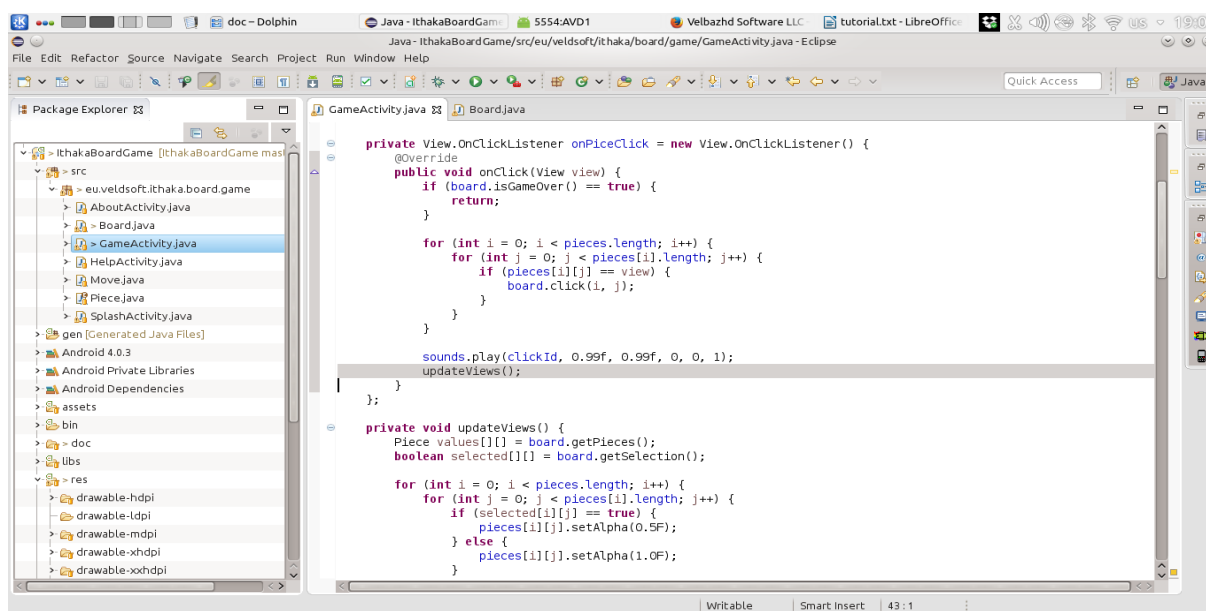 doc – Dolphin
Java - IthakaBoardGame
5554:AVD1
Velbazhd Software LLC
tutorial.txt - LibreOffice
us
Java - IthakaBoardGame/src/eu/veldsoft/ithaka/board/game/GameActivity.java - Eclipse
File Edit Refactor Source Navigate Search Project Run Window Help
Quick Access
Java
Package Explorer
GameActivity.java
Board.java
> IthakaBoardGame [IthakaBoardGame mast
> src
> eu.veldsoft.ithaka.board.game
AboutActivity.java
> Board.java
> GameActivity.java
HelpActivity.java
Move.java
Piece.java
SplashActivity.java
gen [Generated Java Files]
Android 4.0.3
Android Private Libraries
Android Dependencies
assets
bin
> doc
libs
> res
drawable-hdpi
drawable-ldpi
drawable-mdpi
drawable-xhdpi
drawable-xxhdpi
private View.OnClickListener onPiceClick = new View.OnClickListener() {
@Override
public void onClick(View view) {
if (board.isGameOver() == true) {
return;
}
for (int i = 0; i < pieces.length; i++) {
for (int j = 0; j < pieces[i].length; j++) {
if (pieces[i][j] == view) {
board.click(i, j);
}
}
}
sounds.play(clickId, 0.99f, 0.99f, 0, 0, 1);
updateViews();
}
};
private void updateViews() {
Piece values[][] = board.getPieces();
boolean selected[][] = board.getSelection();
for (int i = 0; i < pieces.length; i++) {
for (int j = 0; j < pieces[i].length; j++) {
if (selected[i][j] == true) {
pieces[i][j].setAlpha(0.5F);
} else {
pieces[i][j].setAlpha(1.0F);
}
Writable
Smart Insert
43 : 1